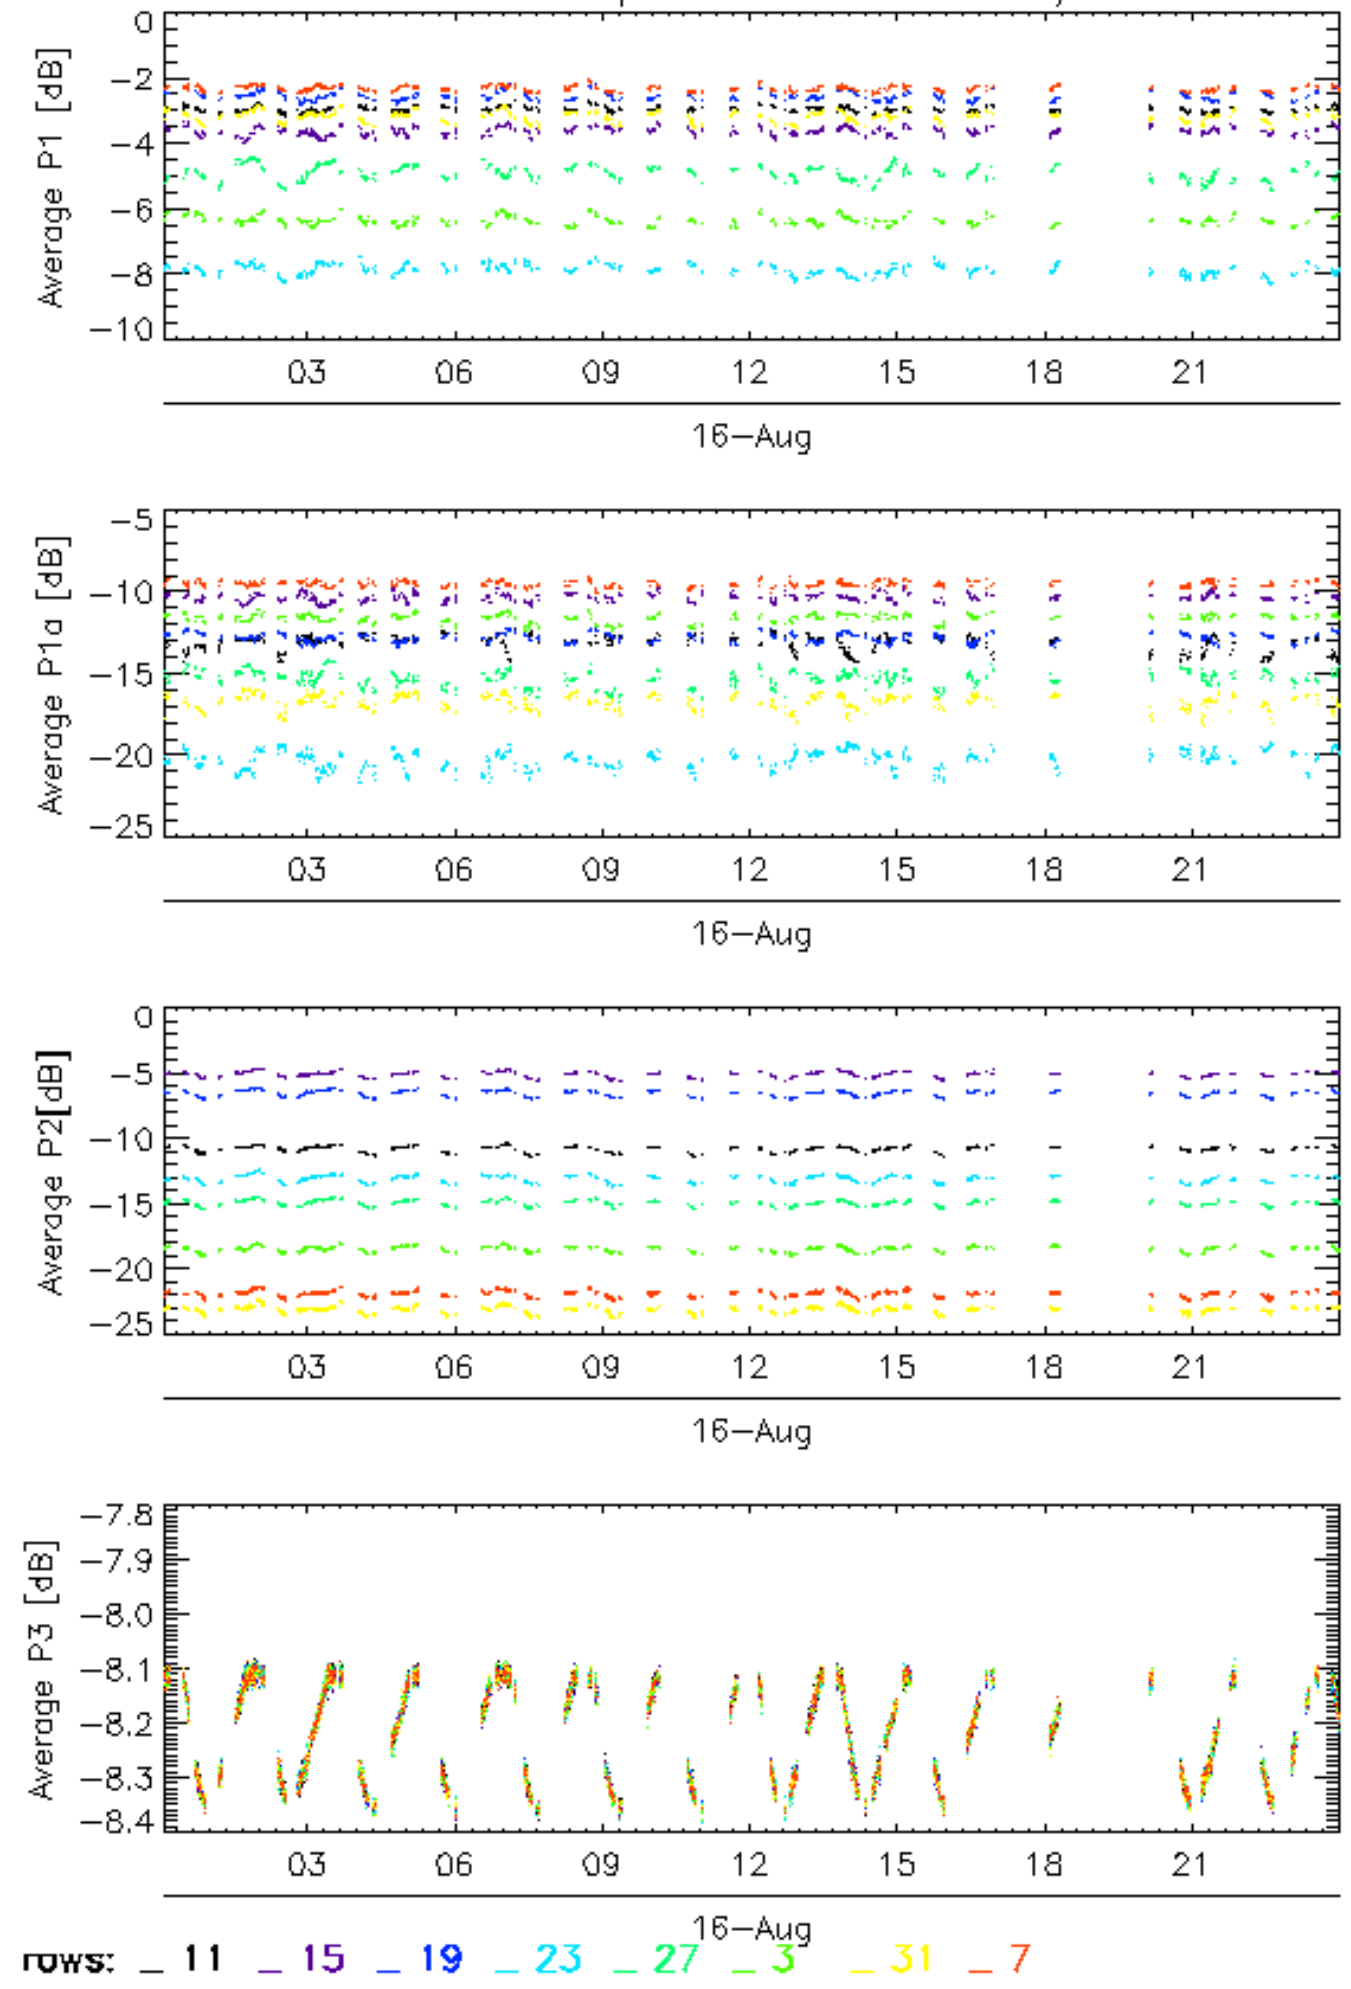 0
−2
−4
−6
−8
−10
Average P1 [dB]
03 06 09 12 15 18 21
16−Aug
−5
−10
−15
−20
−25
Average P1a [dB]
03 06 09 12 15 18 21
16−Aug
0
−5
−10
−15
−20
−25
Average P2[dB]
03 06 09 12 15 18 21
16−Aug
−7.8
−7.9
−8.0
−8.1
−8.2
−8.3
−8.4
Average P3 [dB]
03 06 09 12 15 18 21
16−Aug
rows: _ 11 _ 15 _ 19 _ 23 _ 27 _ 3 _ 31 _ 7